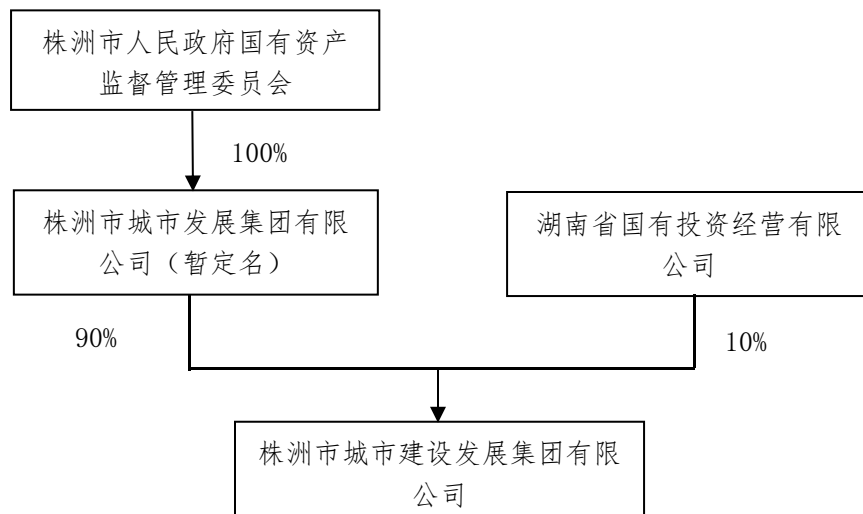 株洲市人民政府国有资产
监督管理委员会
100%
株洲市城市发展集团有限
公司（暂定名）
湖南省国有投资经营有限
公司
90%
10%
株洲市城市建设发展集团有限
公司